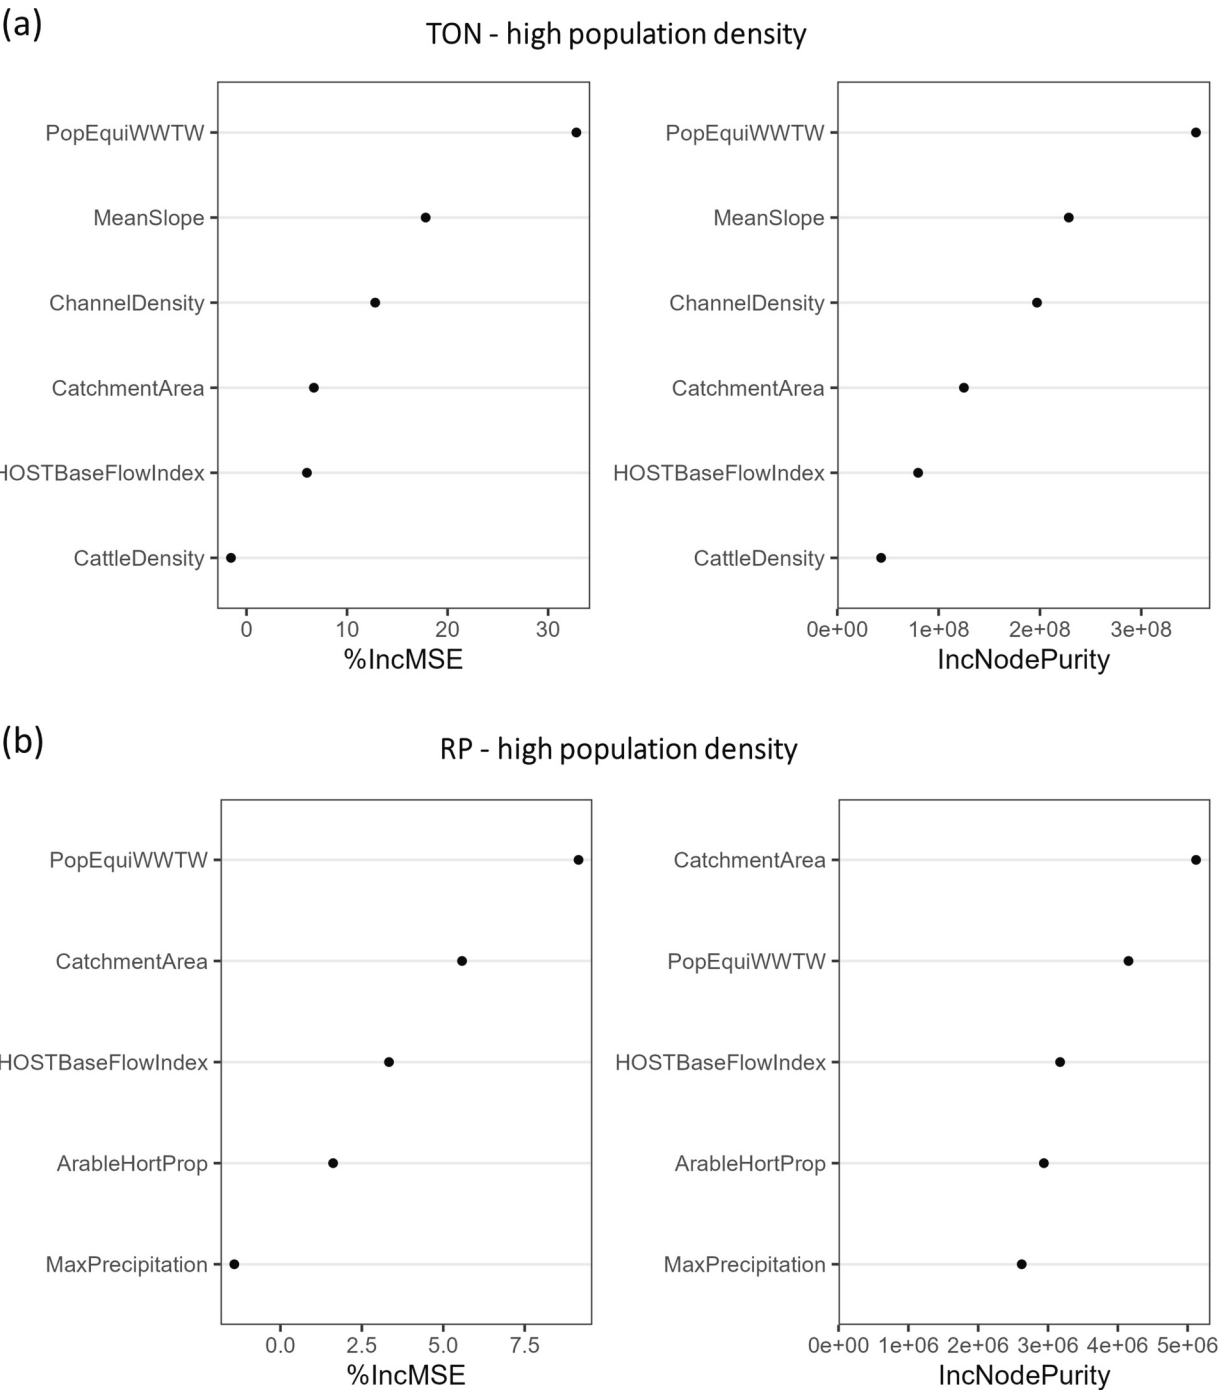 (a)
TON - high population density
PopEquiWWTW
MeanSlope
ChannelDensity
CatchmentArea
HOSTBaseFlowIndex
CattleDensity
0 10 20 30
%IncMSE
PopEquiWWTW
MeanSlope
ChannelDensity
CatchmentArea
HOSTBaseFlowIndex
CattleDensity
0e+00 1e+08 2e+08 3e+08
IncNodePurity
(b)
RP - high population density
PopEquiWWTW
CatchmentArea
HOSTBaseFlowIndex
ArableHortProp
MaxPrecipitation
0.0 2.5 5.0 7.5
%IncMSE
CatchmentArea
PopEquiWWTW
HOSTBaseFlowIndex
ArableHortProp
MaxPrecipitation
0e+00 1e+06 2e+06 3e+06 4e+06 5e+06
IncNodePurity